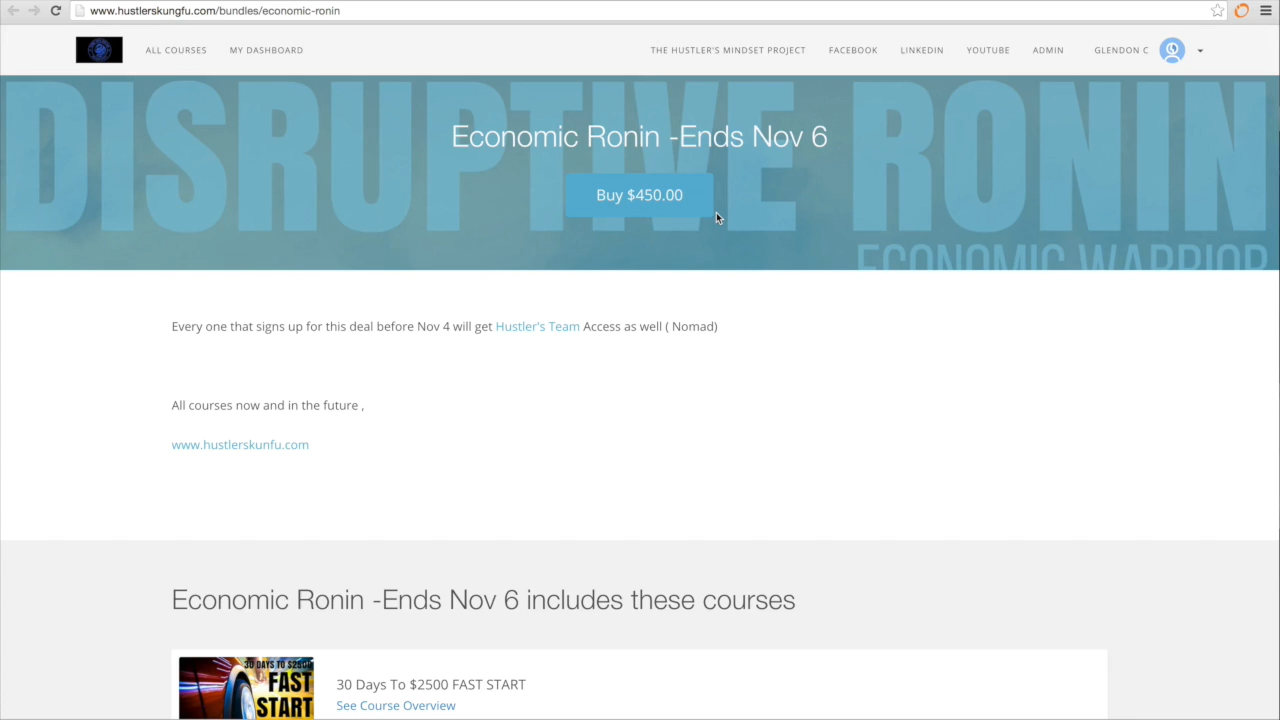 www.hustlerskungfu.com/bundles/economic-ronin
ALL COURSES
MY DASHBOARD
THE HUSTLER'S MINDSET PROJECT
FACEBOOK
LINKEDIN
YOUTUBE
ADMIN
GLENDON C
DISRUPTIVE RONIN
Economic Ronin -Ends Nov 6
Buy $450.00
ECONOMIC WARRIOR
Every one that signs up for this deal before Nov 4 will get Hustler's Team Access as well ( Nomad)
All courses now and in the future ,
www.hustlerskunfu.com
Economic Ronin -Ends Nov 6 includes these courses
30 DAYS TO $2500
FAST
START
30 Days To $2500 FAST START
See Course Overview